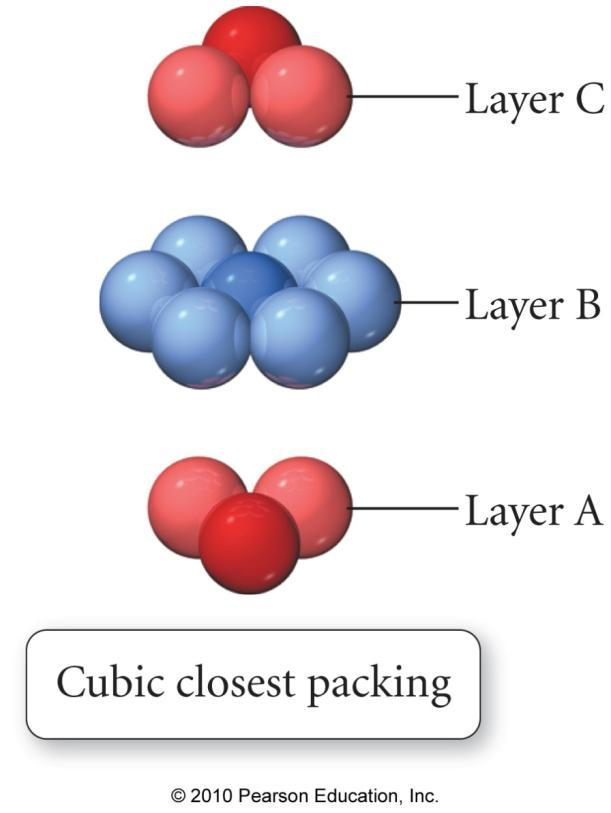 Layer C
Layer B
Layer A
Cubic closest packing
© 2010 Pearson Education, Inc.